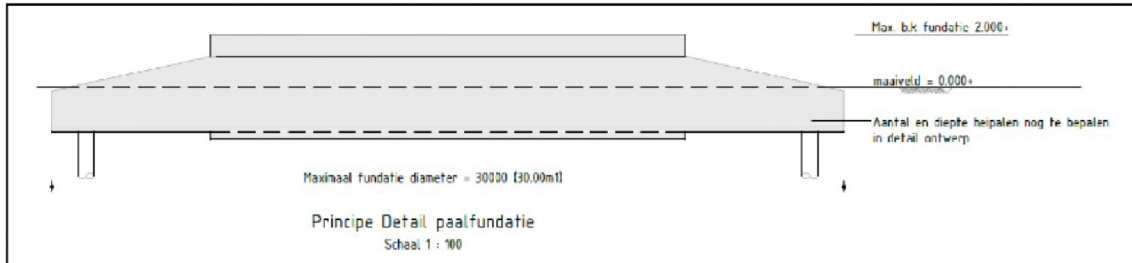 Max. b.k fundatie 2.000+
maaiveld = 0.000+
Aantal en diepte heipalen nog te bepalen
in detail ontwerp
Maximaal fundatie diameter = 30000 (30.00m1)
Principe Detail paalfundatie
Schaal 1 : 100